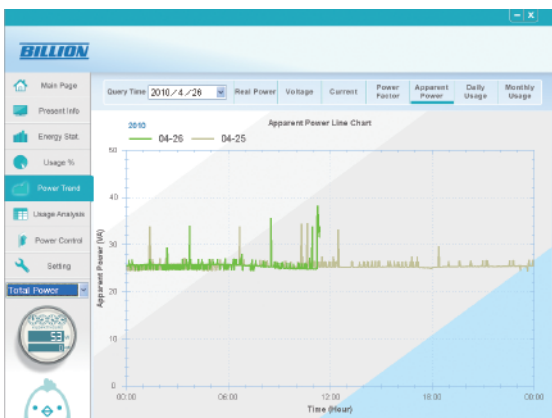 BILLION
Main Page
Present Info
Energy Stat.
Usage %
Power Trend
Usage Analysis
Power Control
Setting
Total Power
Query Time 2010/4/26 Real Power Voltage Current Power Factor Apparent Power Daily Usage Monthly Usage
Apparent Power Line Chart
2010
04-26 04-25
Apparent Power (VA)
50
40
30
20
10
0
00:00 06:00 12:00 18:00 00:00
Time (Hour)